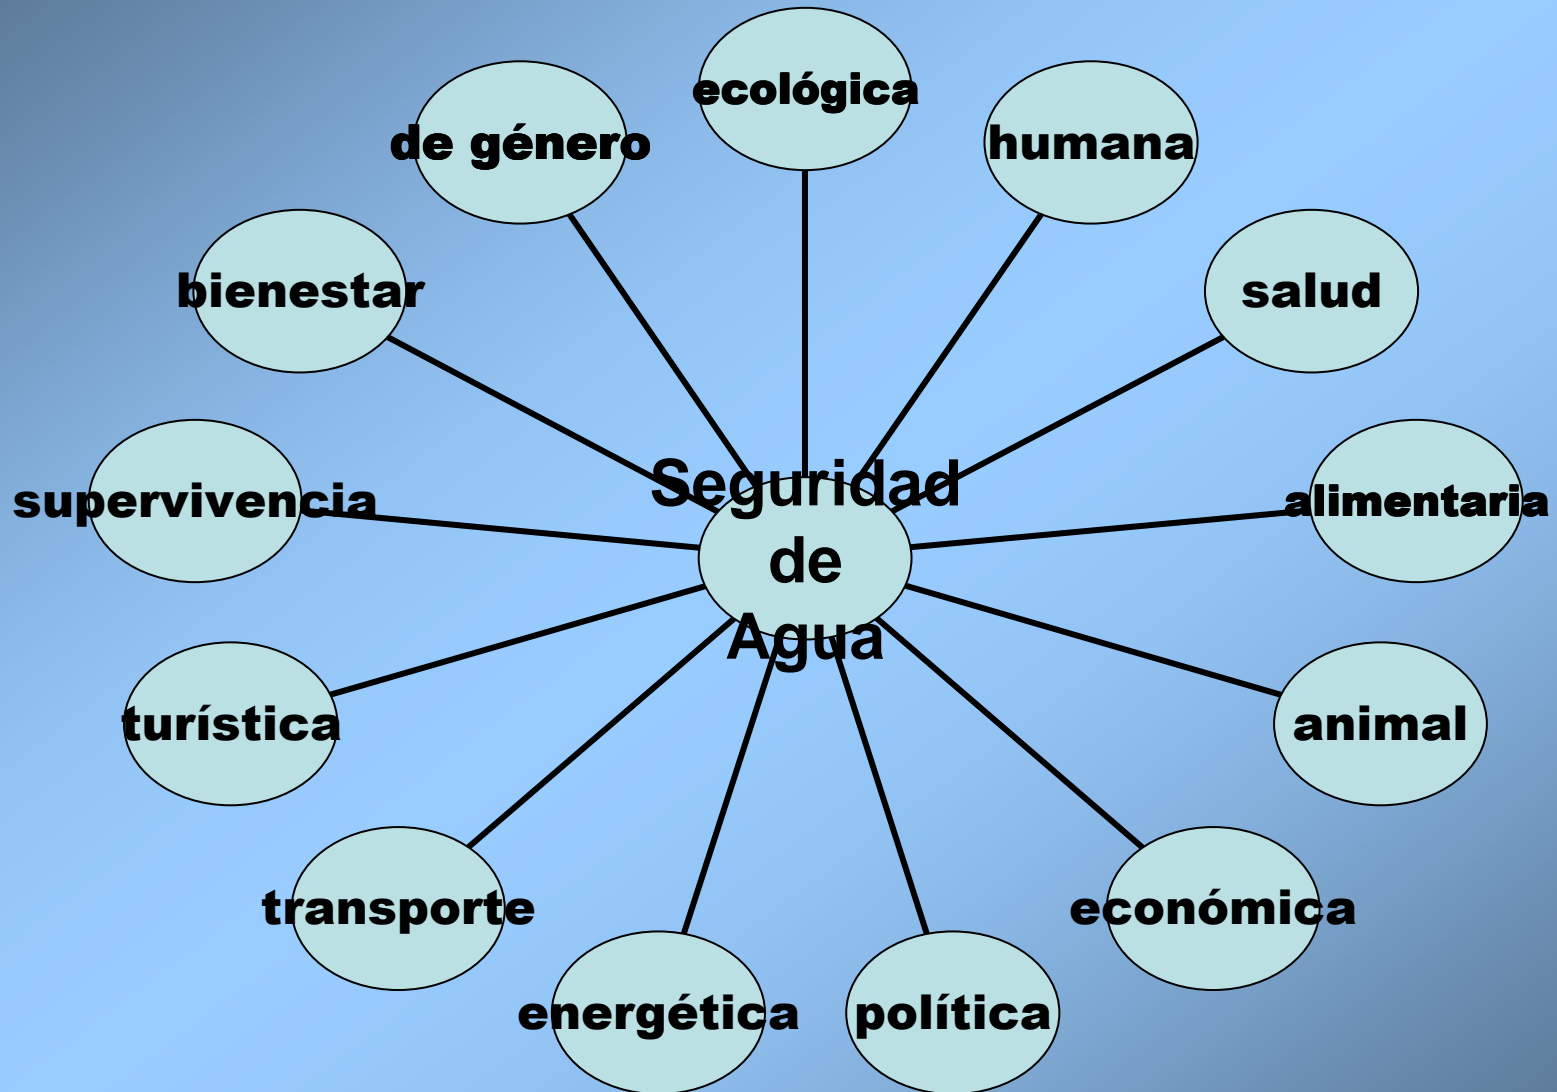 ecológica
de género
humana
bienestar
salud
Seguridad
de
Agua
supervivencia
alimentaria
turística
animal
transporte
económica
energética
política